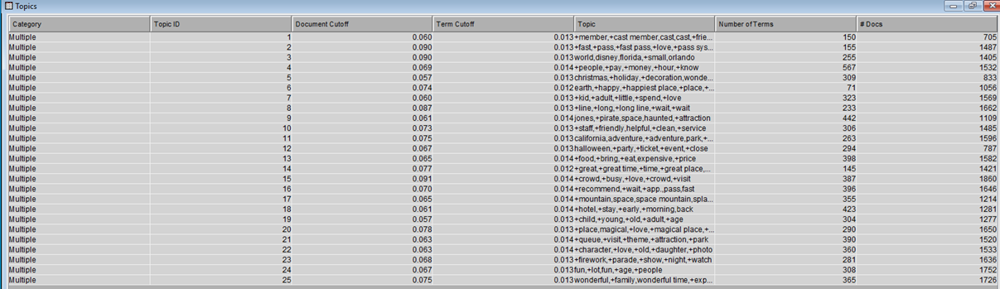 Topics
Category Topic ID Document Cutoff Term Cutoff Topic Number of Terms # Docs
Multiple 1 0.060 0.013 +member,+cast member,cast,cast,+frie... 150 705
Multiple 2 0.090 0.013 +fast,+pass,+fast pass,+love,+pass sys... 155 1487
Multiple 3 0.090 0.013 world,disney,florida,+small,orlando 255 1405
Multiple 4 0.069 0.014 +people,+pay,+money,+hour,+know 567 1532
Multiple 5 0.057 0.013 christmas,+holiday,+decoration,wonde... 309 833
Multiple 6 0.074 0.012 earth,+happy,+happiest place,+place,+... 71 1056
Multiple 7 0.060 0.013 +kid,+adult,+little,+spend,+love 323 1569
Multiple 8 0.087 0.013 +line,+long,+long line,+wait,+wait 233 1662
Multiple 9 0.061 0.014 jones,+pirate,space,haunted,+attraction 442 1109
Multiple 10 0.073 0.013 +staff,+friendly,helpful,+clean,+service 306 1485
Multiple 11 0.075 0.013 california,adventure,+adventure,park,+... 263 1596
Multiple 12 0.067 0.013 halloween,+party,+ticket,+event,+close 294 787
Multiple 13 0.065 0.014 +food,+bring,+eat,expensive,+price 398 1582
Multiple 14 0.077 0.012 +great,+great time,+time,+great place,... 145 1421
Multiple 15 0.091 0.014 +crowd,+busy,+love,+crowd,+visit 387 1860
Multiple 16 0.070 0.014 +recommend,+wait,+app.,pass,fast 396 1646
Multiple 17 0.065 0.014 +mountain,space,space mountain,spla... 355 1214
Multiple 18 0.061 0.014 +hotel,+stay,+early,+morning,back 423 1281
Multiple 19 0.057 0.013 +child,+young,+old,+adult,+age 304 1277
Multiple 20 0.078 0.013 +place,magical,+love,+magical place,+... 290 1650
Multiple 21 0.063 0.014 +queue,+visit,+theme,+attraction,+park 390 1520
Multiple 22 0.063 0.014 +character,+love,+old,+daughter,+photo 360 1533
Multiple 23 0.068 0.013 +firework,+parade,+show,+night,+watch 281 1636
Multiple 24 0.067 0.013 fun,+lot,fun,+age,+people 308 1752
Multiple 25 0.075 0.013 wonderful,+family,wonderful time,+exp... 365 1726